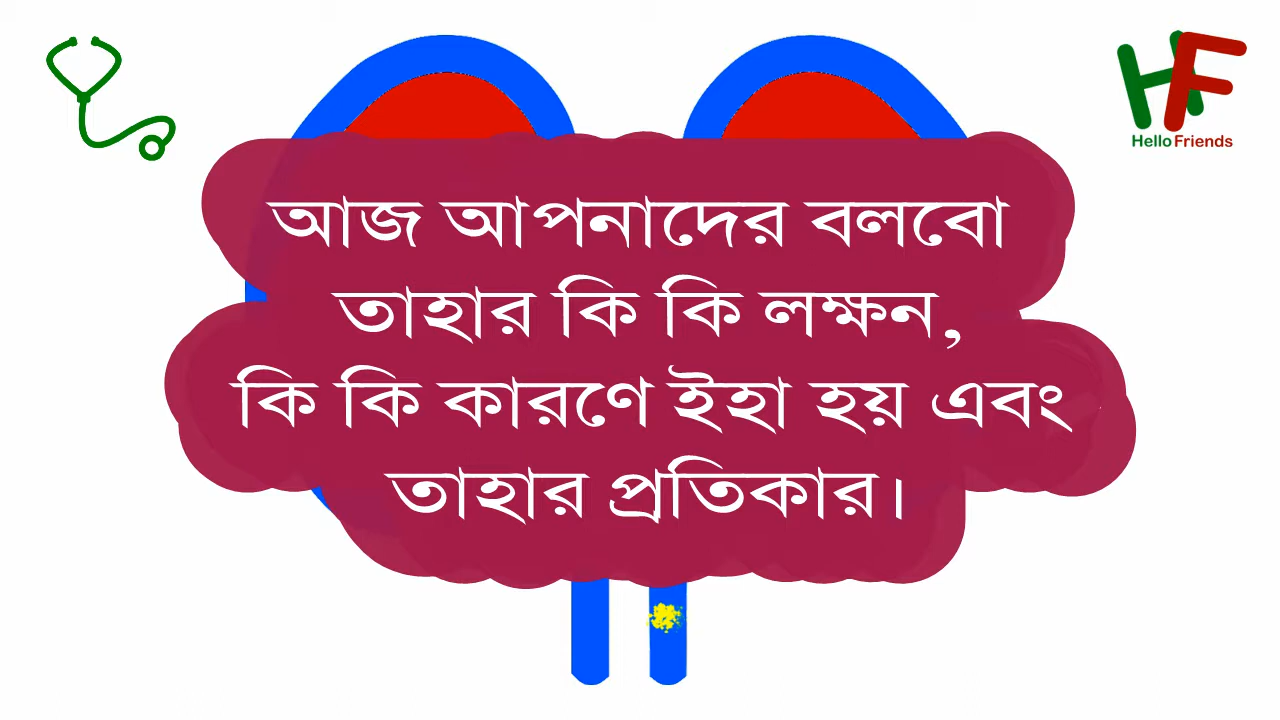 HF
Hello Friends
আজ আপনাদের বলবো
তাহার কি কি লক্ষন,
কি কি কারণে ইহা হয় এবং
তাহার প্রতিকার।